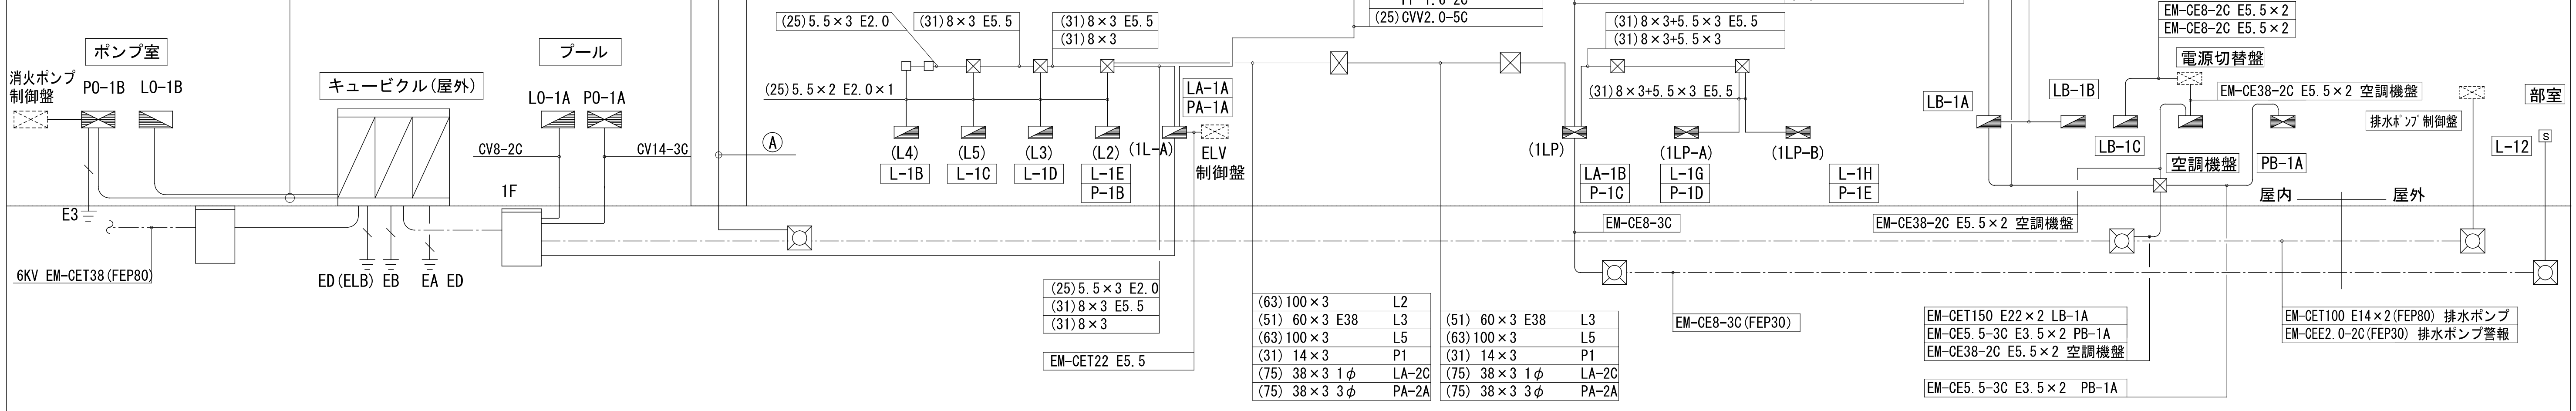 (25)CVV2.0-5C
(25)5.5×3 E2.0
(31)8×3 E5.5
(31)8×3 E5.5
(31)8×3
(31)8×3+5.5×3 E5.5
(31)8×3+5.5×3
EM-CE8-2C E5.5×2
EM-CE8-2C E5.5×2
ポンプ室
プール
電源切替盤
消火ポンプ
制御盤
PO-1B
LO-1B
キュービクル(屋外)
LO-1A
PO-1A
(25)5.5×2 E2.0×1
LA-1A
PA-1A
(31)8×3+5.5×3 E5.5
LB-1A
LB-1B
EM-CE38-2C E5.5×2 空調機盤
部室
排水ポンプ制御盤
S
CV8-2C
CV14-3C
A
(L4)
L-1B
(L5)
L-1C
(L3)
L-1D
(L2)
L-1E
P-1B
(1L-A)
ELV
制御盤
(1LP)
LA-1B
P-1C
(1LP-A)
L-1G
P-1D
(1LP-B)
L-1H
P-1E
LB-1C
空調機盤
PB-1A
L-12
1F
E3
屋内
屋外
EM-CE8-3C
EM-CE38-2C E5.5×2 空調機盤
6KV EM-CET38(FEP80)
ED(ELB)
EB
EA
ED
(25)5.5×3 E2.0
(31)8×3 E5.5
(31)8×3
EM-CET22 E5.5
(63)100×3 L2
(51) 60×3 E38 L3
(63)100×3 L5
(31) 14×3 P1
(75) 38×3 1φ LA-2C
(75) 38×3 3φ PA-2A
(51) 60×3 E38 L3
(63)100×3 L5
(31) 14×3 P1
(75) 38×3 1φ LA-2C
(75) 38×3 3φ PA-2A
EM-CE8-3C(FEP30)
EM-CET150 E22×2 LB-1A
EM-CE5.5-3C E3.5×2 PB-1A
EM-CE38-2C E5.5×2 空調機盤
EM-CE5.5-3C E3.5×2 PB-1A
EM-CET100 E14×2(FEP80) 排水ポンプ
EM-CEE2.0-2C(FEP30) 排水ポンプ警報